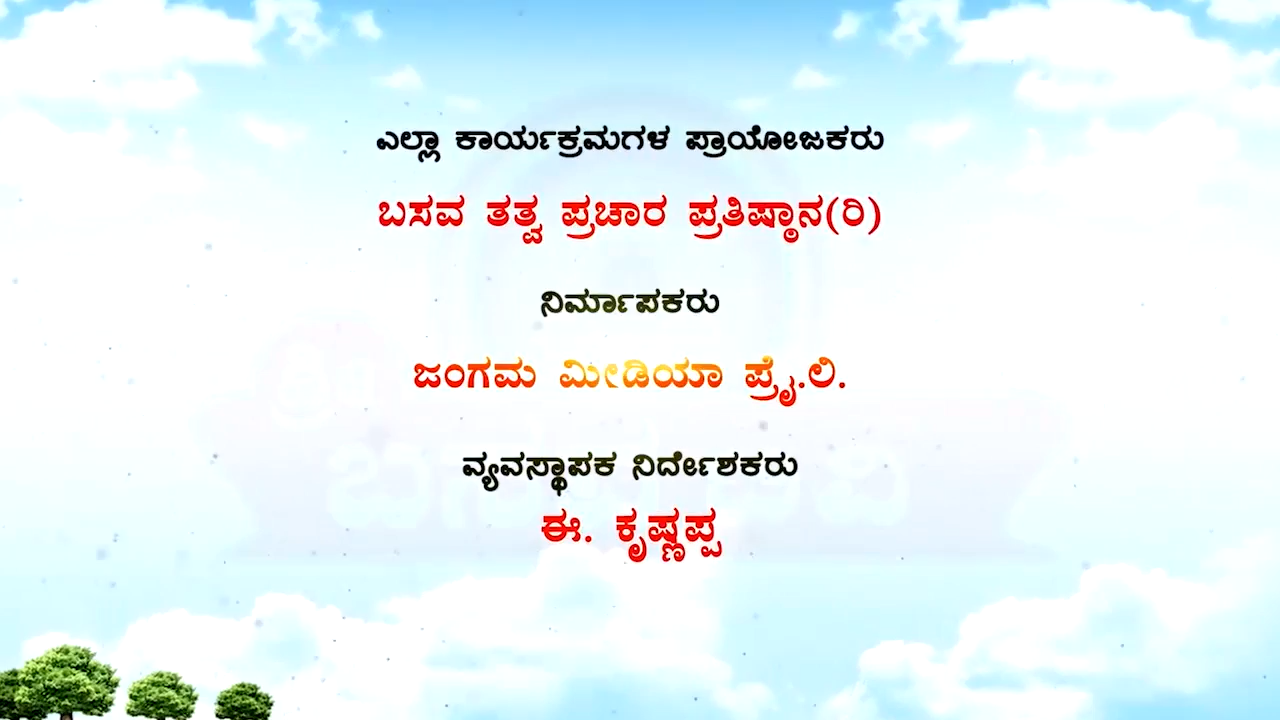 ಎಲ್ಲಾ ಕಾರ್ಯಕ್ರಮಗಳ ಪ್ರಾಯೋಜಕರು
ಬಸವ ತತ್ವ ಪ್ರಚಾರ ಪ್ರತಿಷ್ಠಾನ(ರಿ)
ನಿರ್ಮಾಪಕರು
ಜಂಗಮ ಮೀಡಿಯಾ ಪ್ರೈ.ಲಿ.
ವ್ಯವಸ್ಥಾಪಕ ನಿರ್ದೇಶಕರು
ಈ. ಕೃಷ್ಣಪ್ಪ